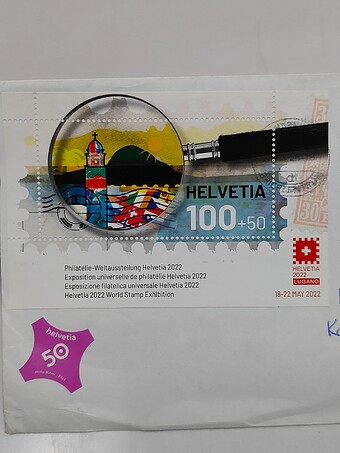 HELVETIA
100+50
Philatelie-Weltausstellung Helvetia 2022
Exposition universelle de philatélie Helvetia 2022
Esposizione filatelica universale Helvetia 2022
Helvetia 2022 World Stamp Exhibition
HELVETIA
2022
LUGANO
18-22 MAY 2022
30
helvetia
50